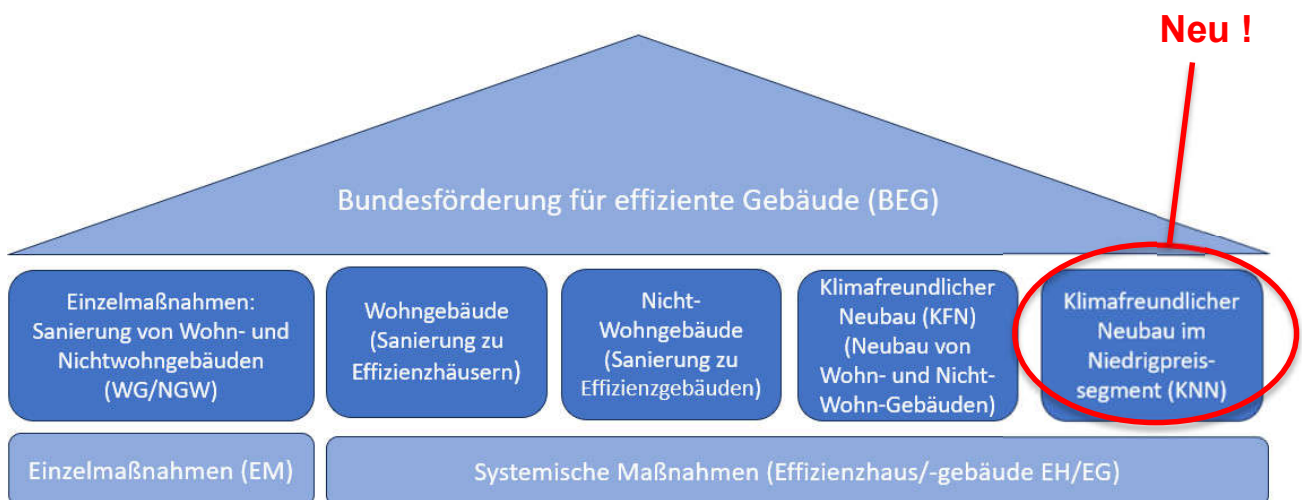 Neu !
Bundesförderung für effiziente Gebäude (BEG)
Einzelmaßnahmen:
Sanierung von Wohn- und
Nichtwohngebäuden
(WG/NGW)
Wohngebäude
(Sanierung zu
Effizienzhäusern)
Nicht-
Wohngebäude
(Sanierung zu
Effizienzgebäuden)
Klimafreundlicher
Neubau (KFN)
(Neubau von
Wohn- und Nicht-
Wohn-Gebäuden)
Klimafreundlicher
Neubau im
Niedrigpreis-
segment (KNN)
Einzelmaßnahmen (EM)
Systemische Maßnahmen (Effizienzhaus/-gebäude EH/EG)